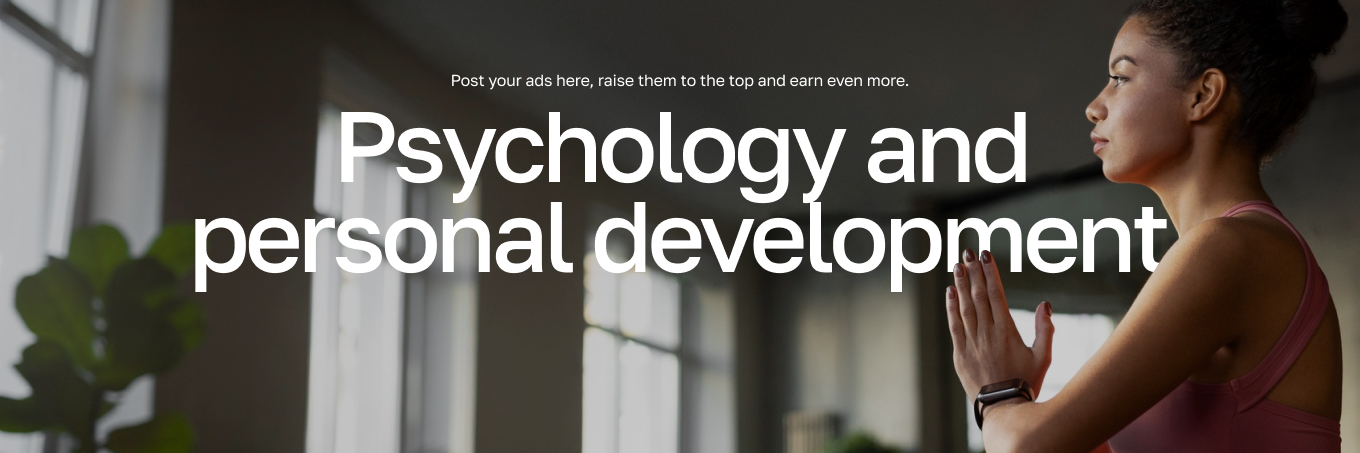 Post your ads here, raise them to the top and earn even more.
Psychology and
personal development